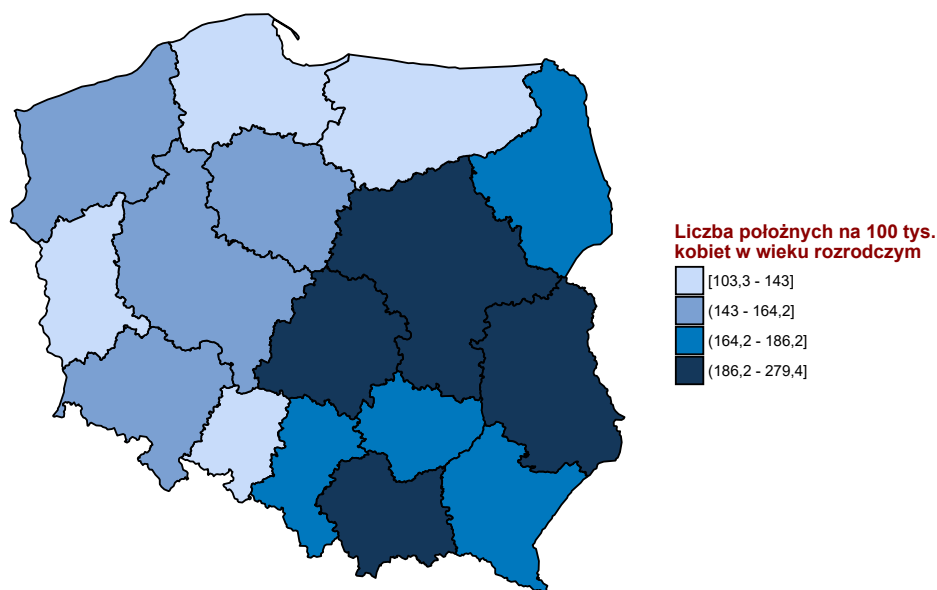 Liczba położnych na 100 tys.
kobiet w wieku rozrodczym
[103,3 - 143]
(143 - 164,2]
(164,2 - 186,2]
(186,2 - 279,4]